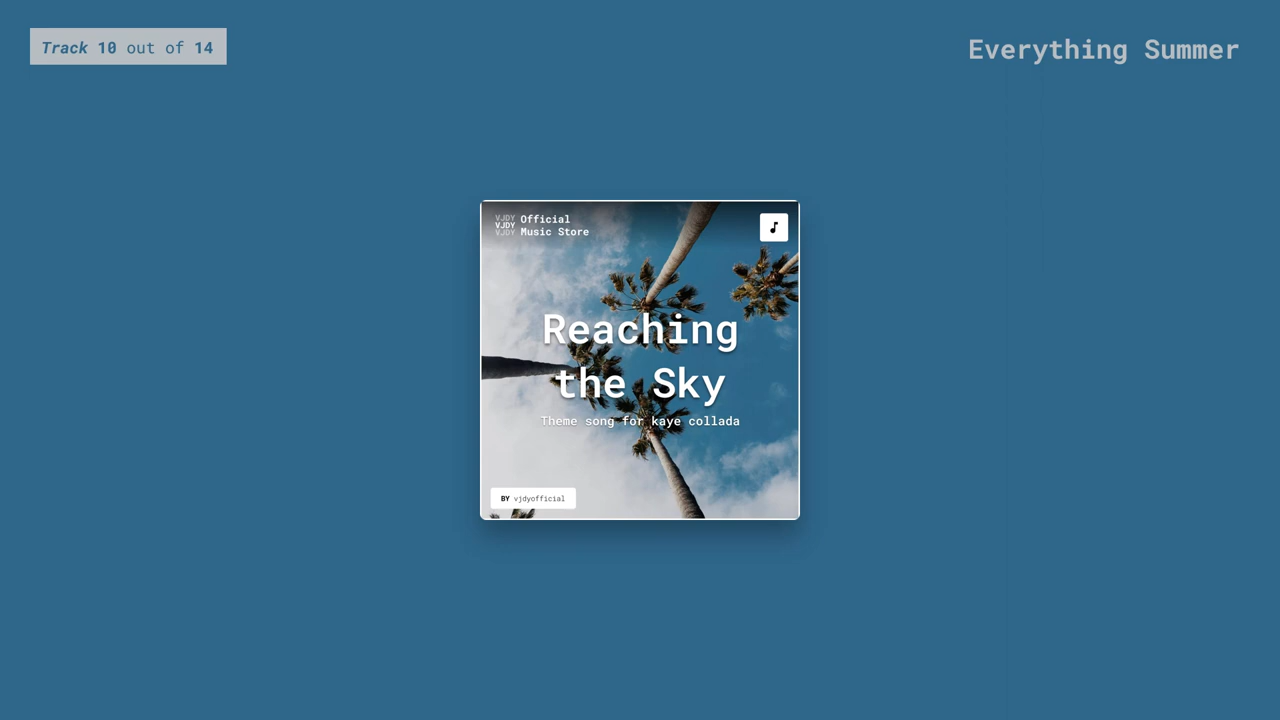 Track 10 out of 14
Everything Summer
VJDY
VJDY
VJDY
Official
Music Store
Reaching
the Sky
Theme song for kaye collada
BY vjdyofficial